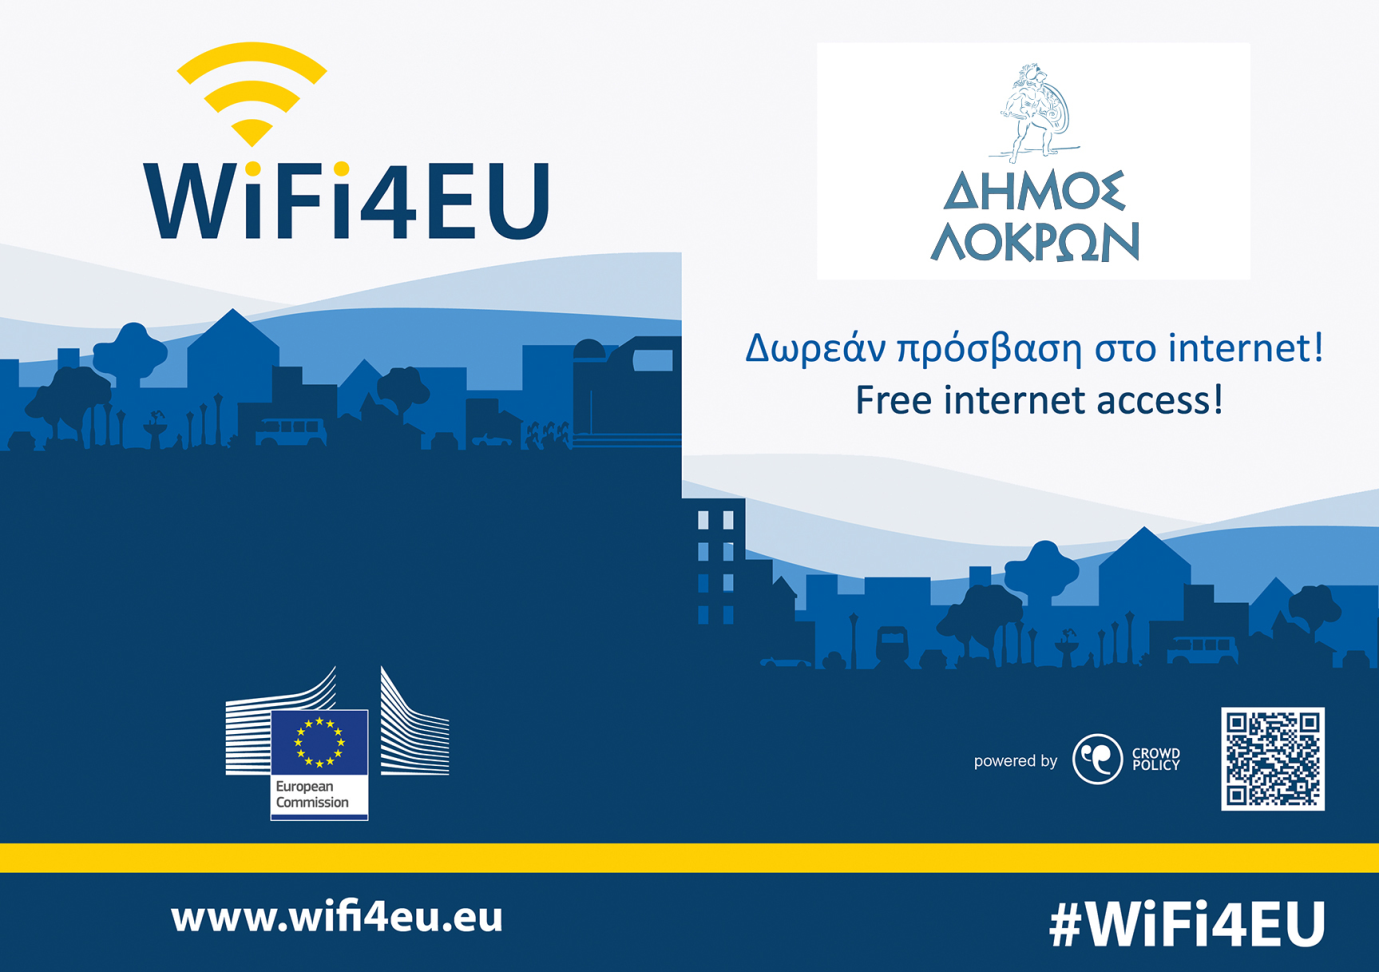 WiFi4EU
European
Commission
www.wifi4eu.eu
ΔΗΜΟΣ
ΛΟΚΡΩΝ
Δωρεάν πρόσβαση στο internet!
Free internet access!
powered by
CROWD
POLICY
#WiFi4EU